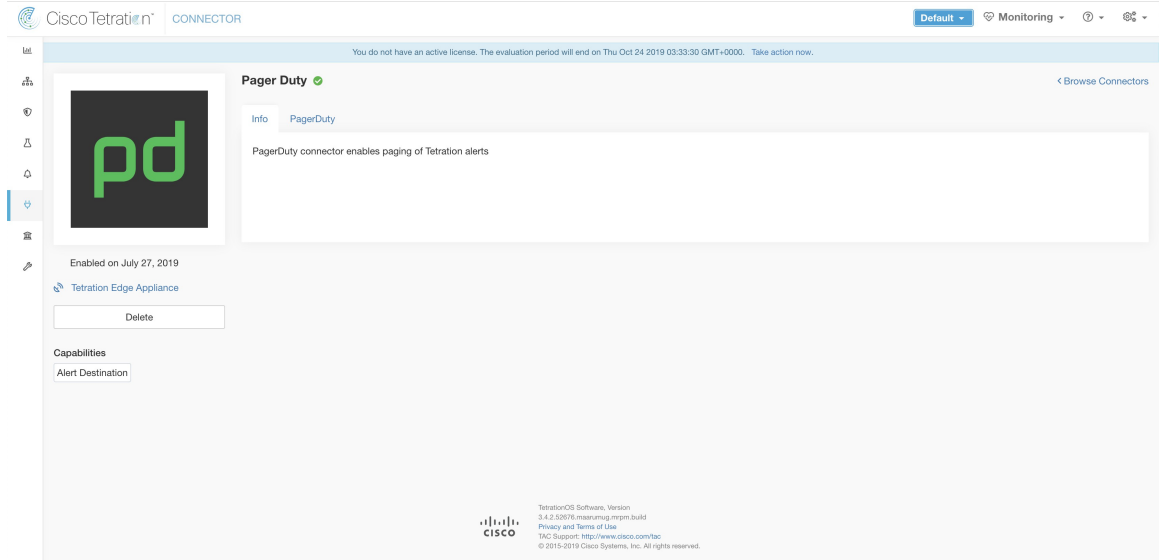 Cisco Tetration™ CONNECTOR Default Monitoring
You do not have an active license. The evaluation period will end on Thu Oct 24 2019 03:33:30 GMT+0000. Take action now.
Pager Duty < Browse Connectors
pd
Info PagerDuty
PagerDuty connector enables paging of Tetration alerts
Enabled on July 27, 2019
Tetration Edge Appliance
Delete
Capabilities
Alert Destination
CISCO
TetrationOS Software, Version
3.4.2.52676.maarumug.mrpm.build
Privacy and Terms of Use
TAC Support: http://www.cisco.com/tac
© 2015-2019 Cisco Systems, Inc. All rights reserved.